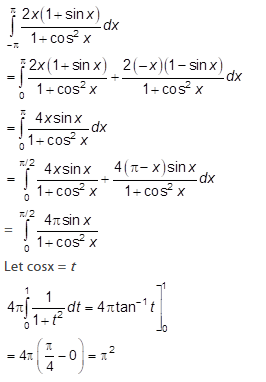 ∫_{-π}^{π} 2x(1+sin x)/(1+cos² x) dx
= ∫_{0}^{π} 2x(1+sin x)/(1+cos² x) + 2(−x)(1−sin x)/(1+cos² x) dx
= ∫_{0}^{π} 4x sin x/(1+cos² x) dx
= ∫_{0}^{π/2} 4x sin x/(1+cos² x) + 4(π−x) sin x/(1+cos² x) dx
= ∫_{0}^{π/2} 4π sin x/(1+cos² x) dx
Let cosx = t
4π ∫_{0}^{1} 1/(1+t²) dt = 4π tan⁻¹ t]_{0}^{1}
= 4π(π/4 − 0) = π²